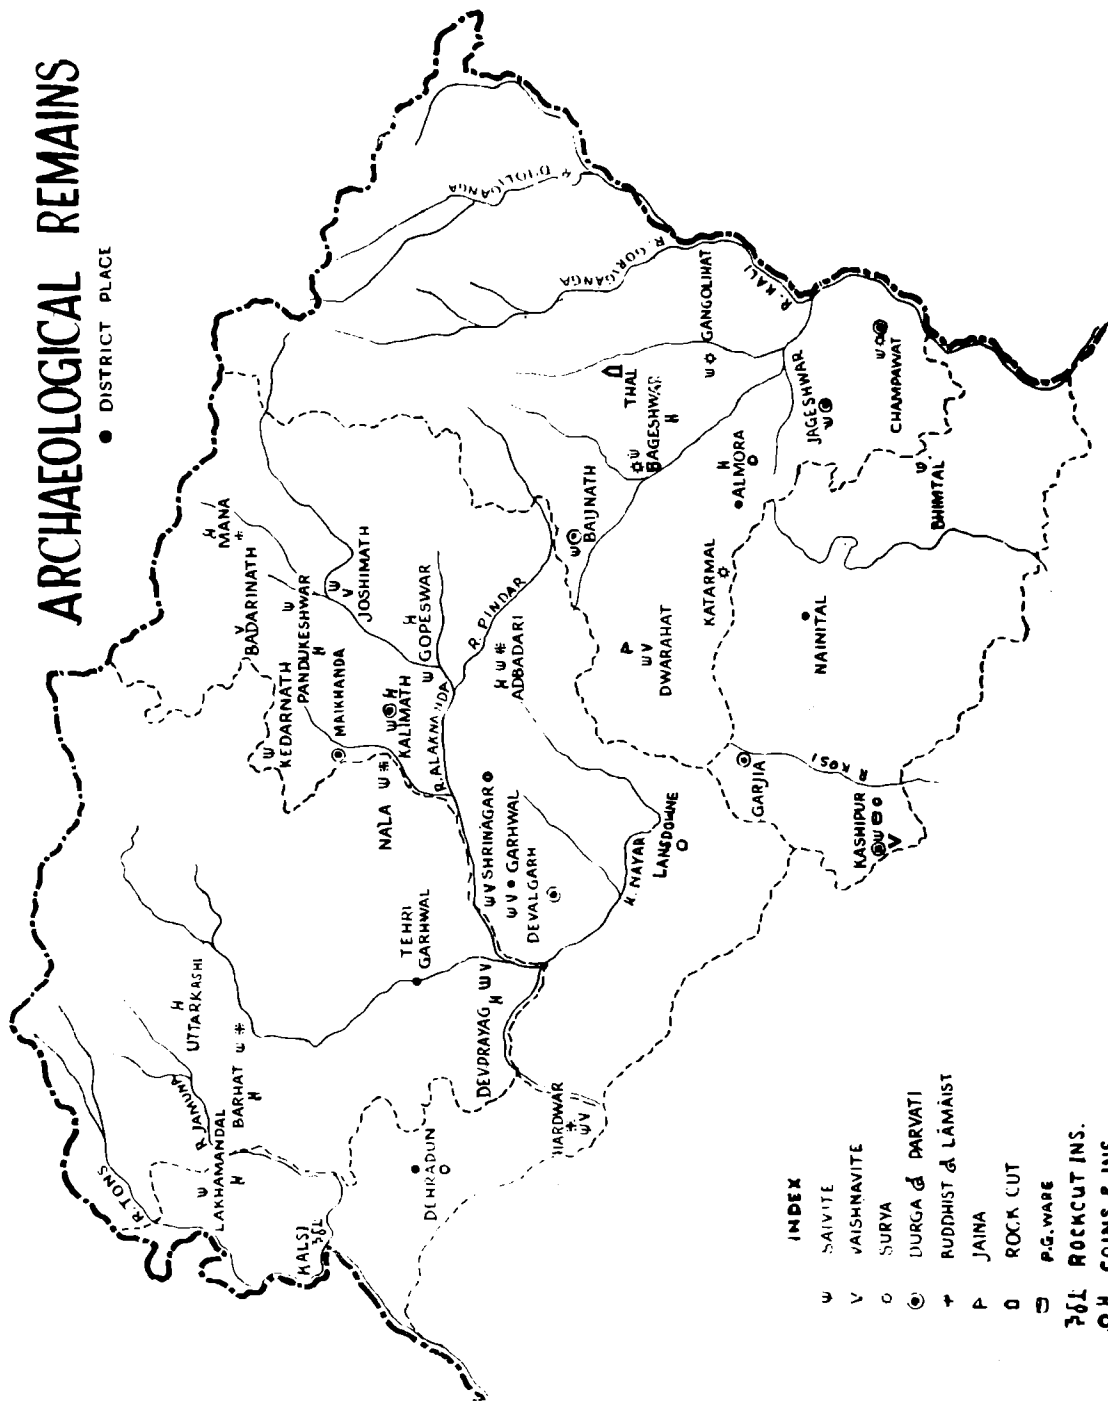 ARCHAEOLOGICAL REMAINS
● DISTRICT PLACE
R. TONS
R. JAMUNA
UTTARKASHI
BARHAT
LAKHAMANDAL
KALSI
DEHRADUN
HARDWAR
DEVPRAYAG
TEHRI
GARHWAL
SHRINAGAR
GARHWAL
DEVALGARH
R. NAYAR
LANSDOWNE
NALA
R. ALAKNANDA
KEDARNATH
MAIKHANDA
KALIMATH
BADARINATH
PANDUKESHWAR
MANA
JOSHIMATH
GOPESWAR
R. PINDAR
ADBADARI
BAIJNATH
DWARAHAT
KATARMAL
ALMORA
BAGESHWAR
THAL
GANGOLIHAT
R. GORIGANGA
R. KALI
JAGESHWAR
CHAMPAWAT
BHIMTAL
NAINITAL
GARJIA
R KOSI
KASHIPUR
INDEX
SAIVITE
VAISHNAVITE
SURYA
DURGA & PARVATI
BUDDHIST & LAMAIST
JAINA
ROCK CUT
P.G. WARE
ROCKCUT INS.
COINS & INS